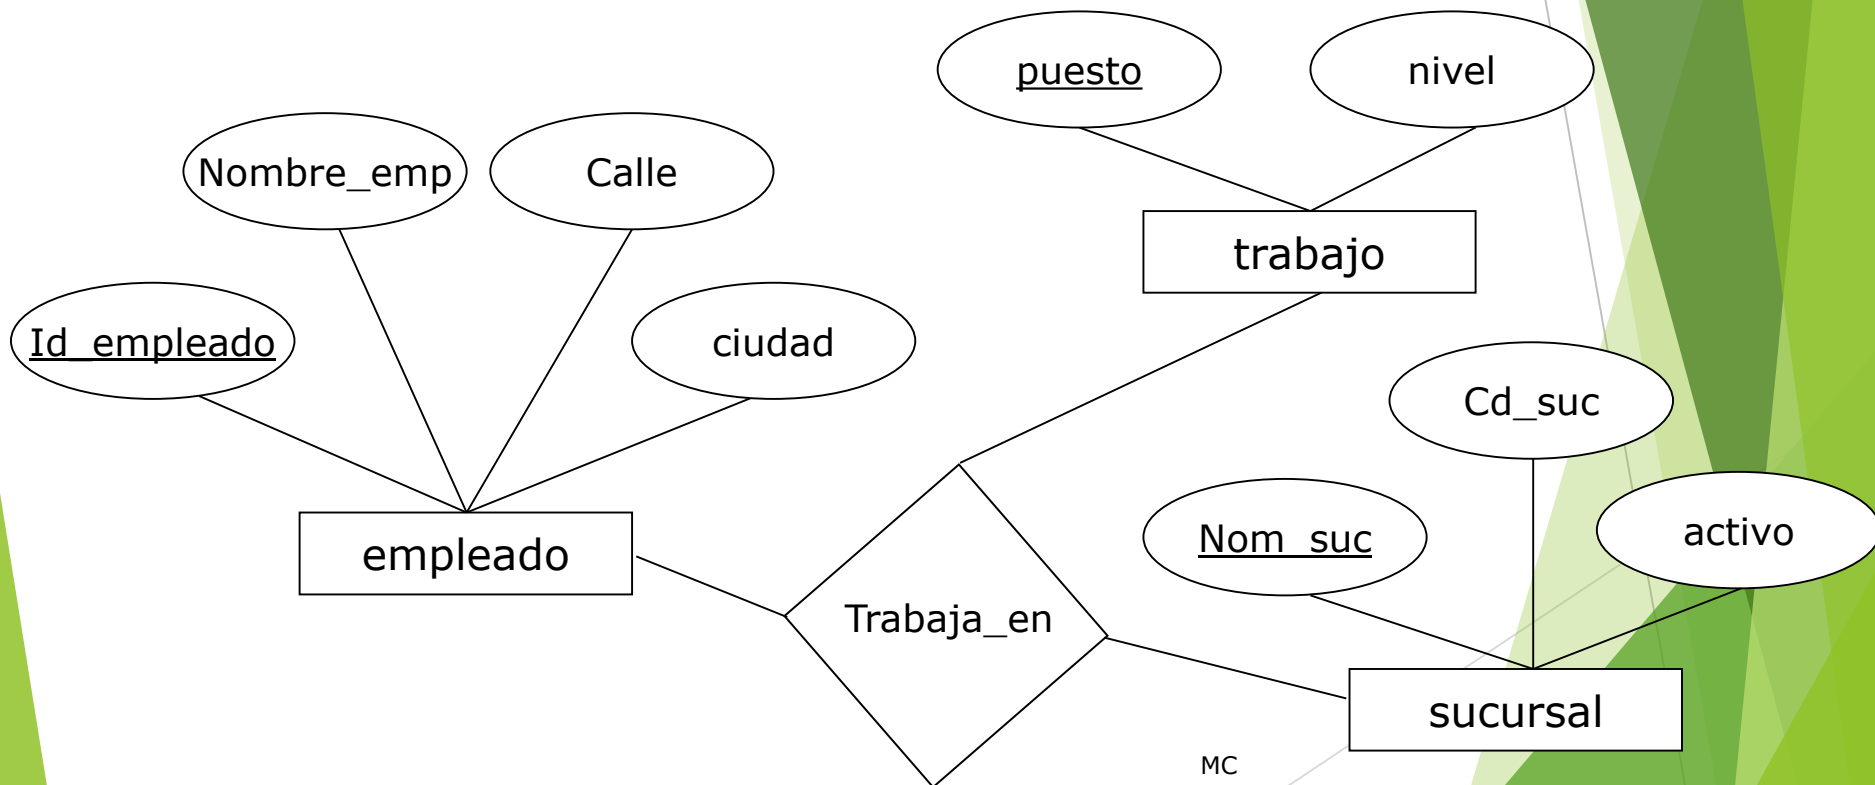 puesto
nivel
Nombre_emp
Calle
trabajo
Id_empleado
ciudad
Cd_suc
Nom_suc
activo
empleado
Trabaja_en
sucursal
MC